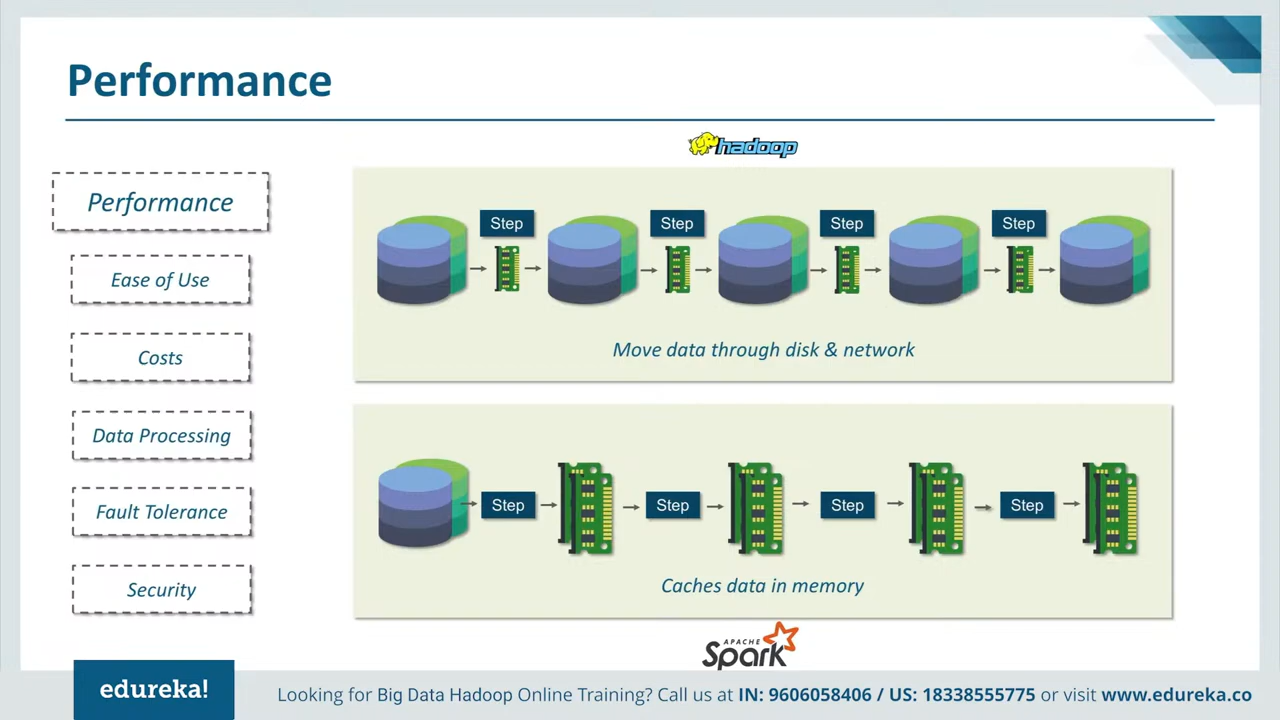 Performance
hadoop
Performance
Ease of Use
Costs
Data Processing
Fault Tolerance
Security
Step
Step
Step
Step
Move data through disk & network
Step
Step
Step
Step
Caches data in memory
APACHE
Spark
edureka!
Looking for Big Data Hadoop Online Training? Call us at IN: 9606058406 / US: 18338555775 or visit www.edureka.co